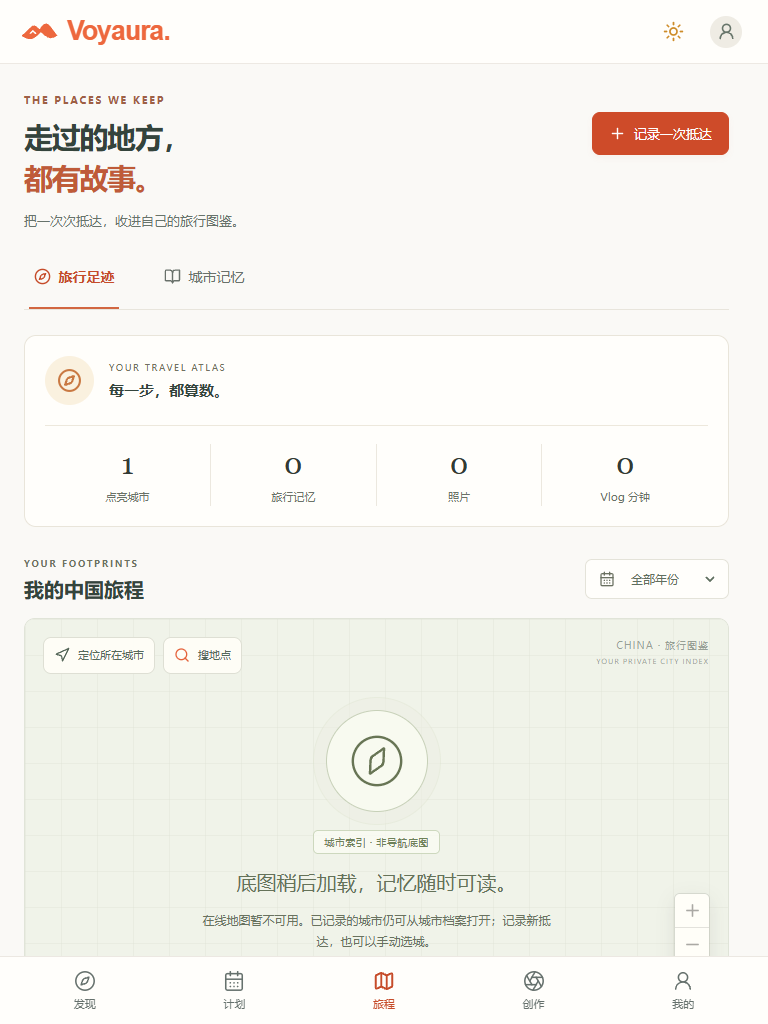 Voyaura.
THE PLACES WE KEEP
走过的地方，
都有故事。
把一次次抵达，收进自己的旅行图鉴。
记录一次抵达
旅行足迹
城市记忆
YOUR TRAVEL ATLAS
每一步，都算数。
1
点亮城市
0
旅行记忆
0
照片
0
Vlog 分钟
YOUR FOOTPRINTS
我的中国旅程
全部年份
定位所在城市
搜地点
CHINA · 旅行图鉴
YOUR PRIVATE CITY INDEX
城市索引 · 非导航底图
底图稍后加载，记忆随时可读。
在线地图暂不可用。已记录的城市仍可从城市档案打开；记录新抵
达，也可以手动选城。
发现
计划
旅程
创作
我的